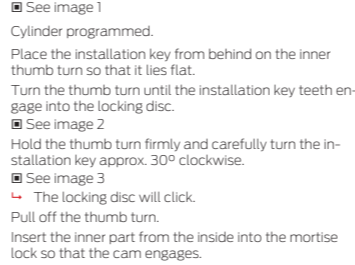 ▣ See image 1
Cylinder programmed.
Place the installation key from behind on the inner
thumb turn so that it lies flat.
Turn the thumb turn until the installation key teeth en-
gage into the locking disc.
▣ See image 2
Hold the thumb turn firmly and carefully turn the in-
stallation key approx. 30º clockwise.
▣ See image 3
↳ The locking disc will click.
Pull off the thumb turn.
Insert the inner part from the inside into the mortise
lock so that the cam engages.